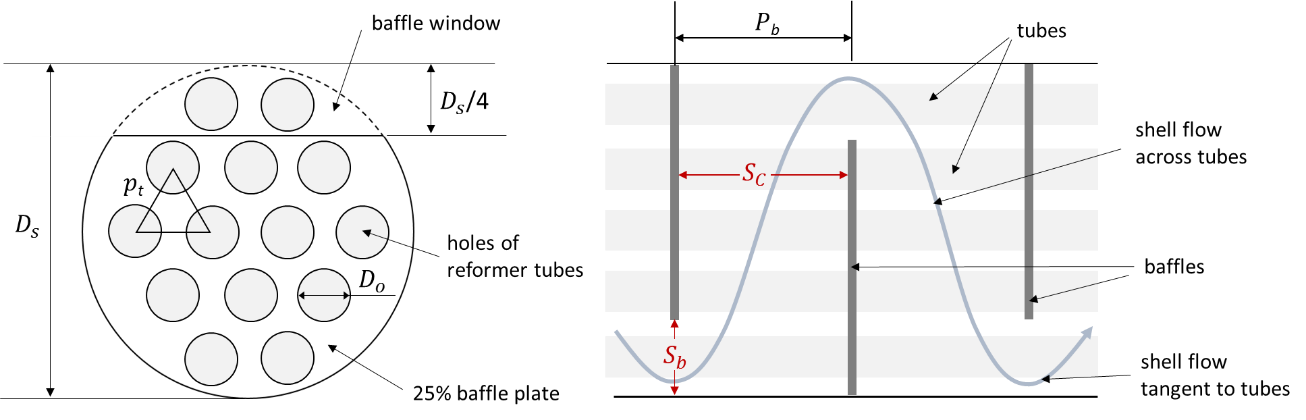 baffle window
D_s/4
p_t
D_s
holes of
reformer tubes
D_o
25% baffle plate
P_b
tubes
S_C
shell flow
across tubes
baffles
S_b
shell flow
tangent to tubes